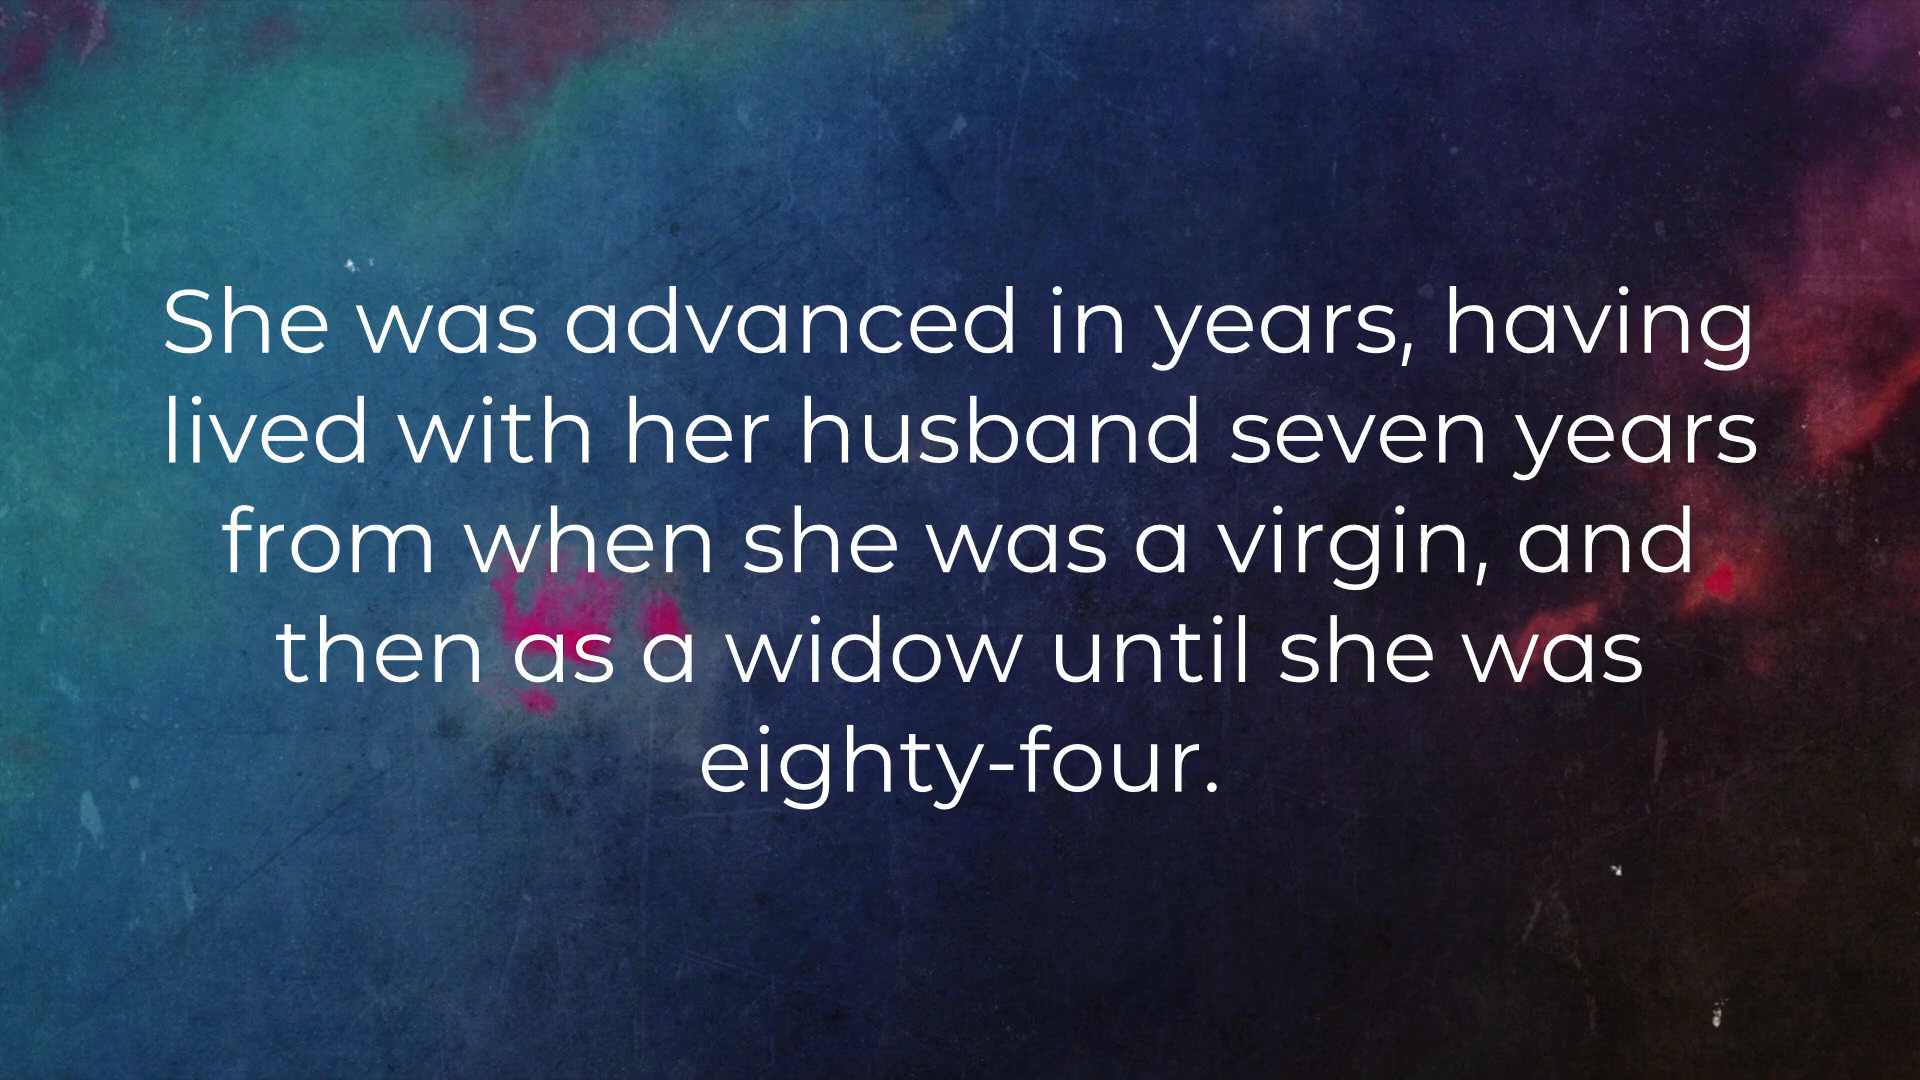 She was advanced in years, having
lived with her husband seven years
from when she was a virgin, and
then as a widow until she was
eighty-four.